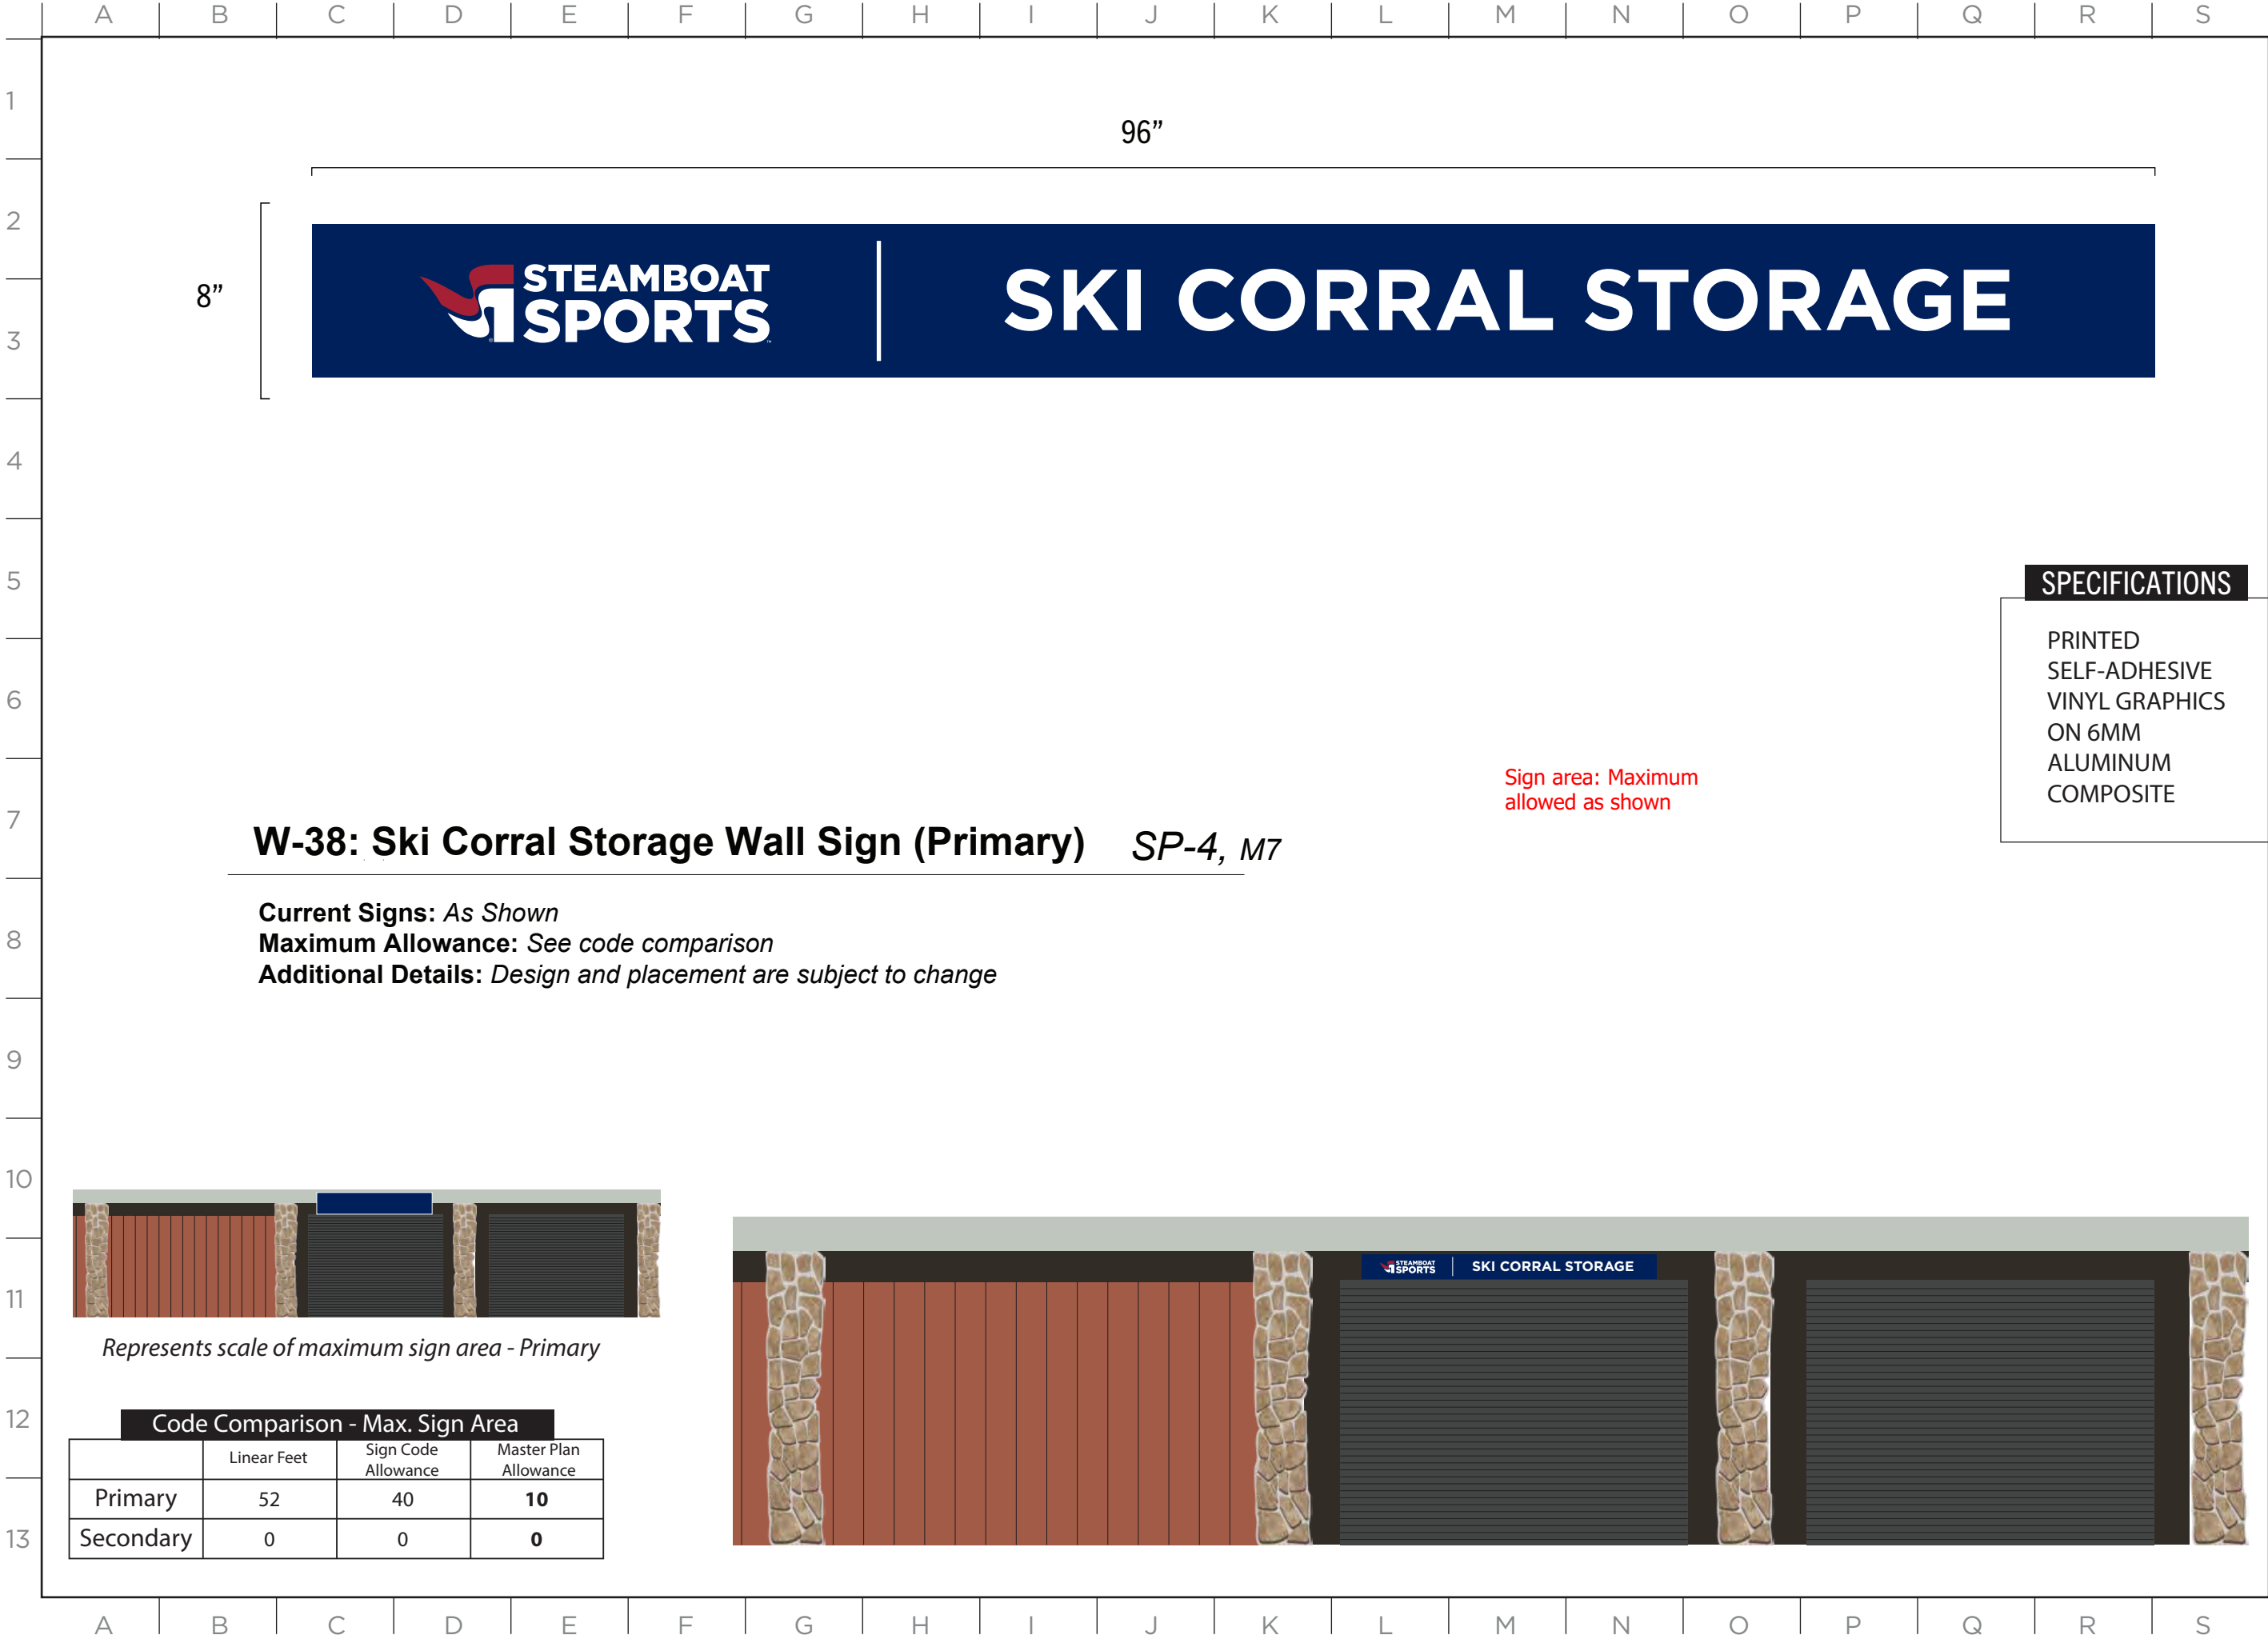 A B C D E F G H I J K L M N O P Q R S
1
96”
2
8”
STEAMBOAT
SPORTS
SKI CORRAL STORAGE
3
4
5
SPECIFICATIONS
PRINTED
SELF-ADHESIVE
VINYL GRAPHICS
ON 6MM
ALUMINUM
COMPOSITE
6
7
Sign area: Maximum
allowed as shown
W-38: Ski Corral Storage Wall Sign (Primary) SP-4, M7
8
Current Signs: As Shown
Maximum Allowance: See code comparison
Additional Details: Design and placement are subject to change
9
10
11
STEAMBOAT
SPORTS
SKI CORRAL STORAGE
Represents scale of maximum sign area - Primary
12
Code Comparison - Max. Sign Area
Linear Feet Sign Code Allowance Master Plan Allowance
Primary 52 40 10
13
Secondary 0 0 0
A B C D E F G H I J K L M N O P Q R S